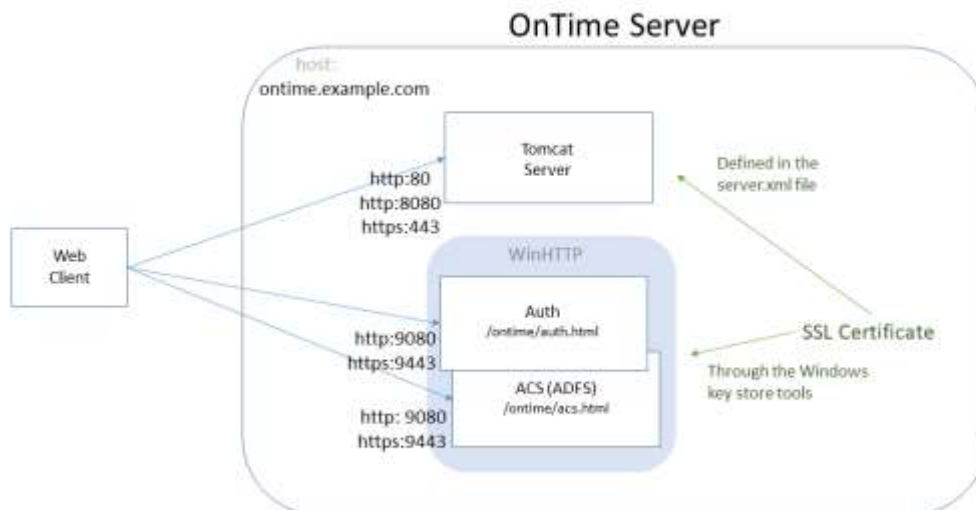 OnTime Server
host:
ontime.example.com
Tomcat
Server
Defined in the
server.xml file
http:80
http:8080
https:443
Web
Client
WinHTTP
Auth
/ontime/auth.html
http:9080
https:9443
SSL Certificate
Through the Windows
key store tools
ACS (ADFS)
/ontime/acs.html
http: 9080
https:9443